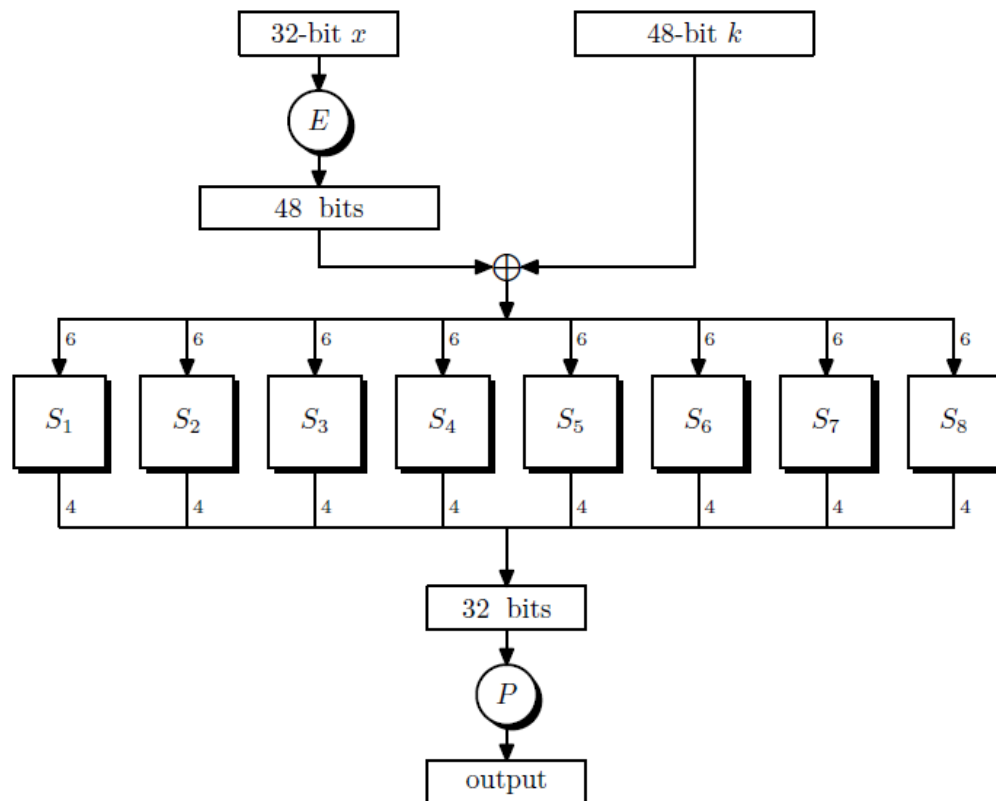 32-bit x 48-bit k
E
48 bits
6 6 6 6 6 6 6 6
S₁ S₂ S₃ S₄ S₅ S₆ S₇ S₈
4 4 4 4 4 4 4 4
32 bits
P
output